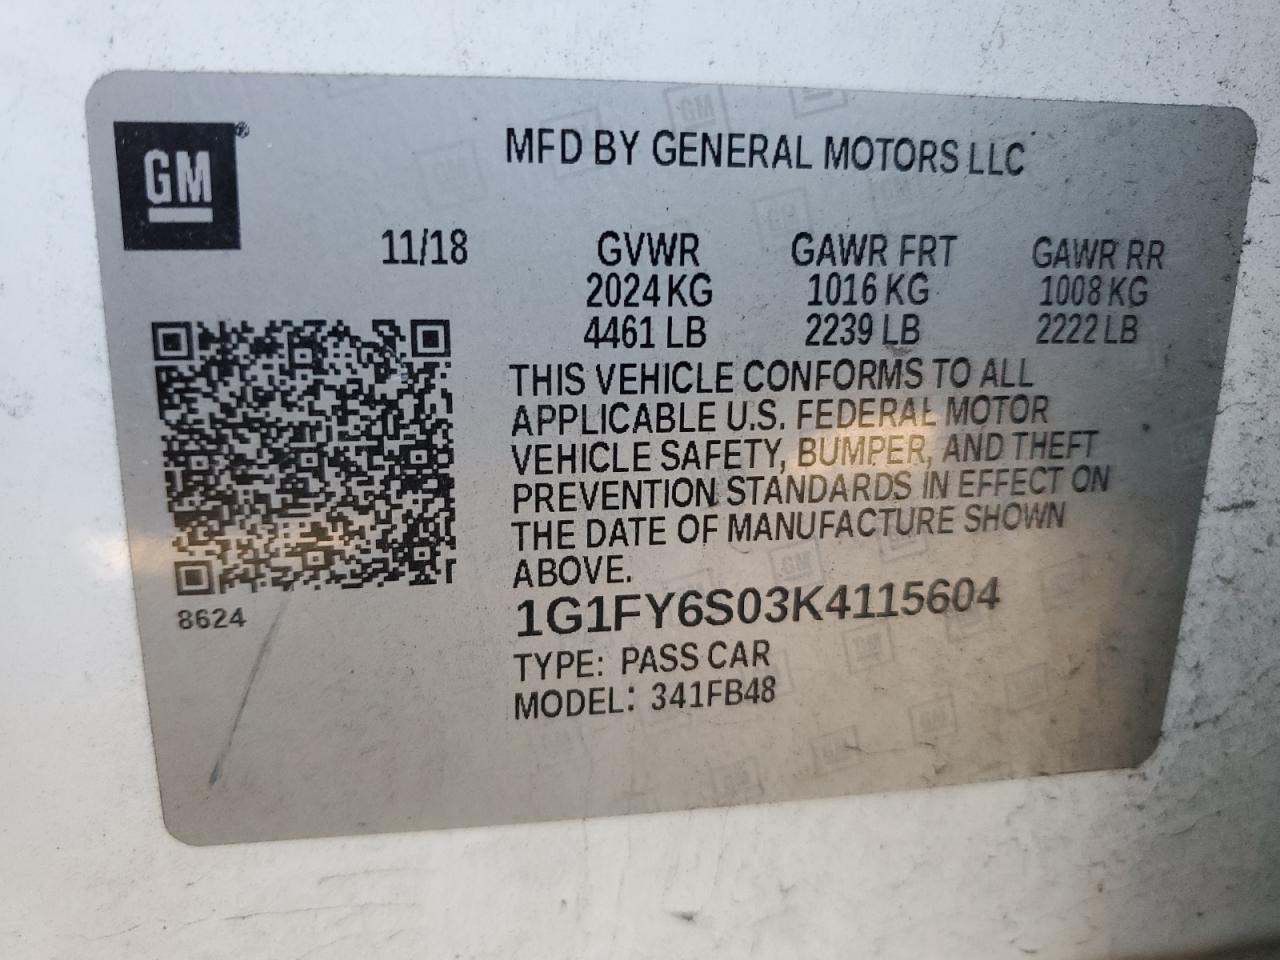 GM®
MFD BY GENERAL MOTORS LLC
11/18 GVWR GAWR FRT GAWR RR
2024 KG 1016 KG 1008 KG
4461 LB 2239 LB 2222 LB
THIS VEHICLE CONFORMS TO ALL
APPLICABLE U.S. FEDERAL MOTOR
VEHICLE SAFETY, BUMPER, AND THEFT
PREVENTION STANDARDS IN EFFECT ON
THE DATE OF MANUFACTURE SHOWN
ABOVE.
8624
1G1FY6S03K4115604
TYPE: PASS CAR
MODEL: 341FB48